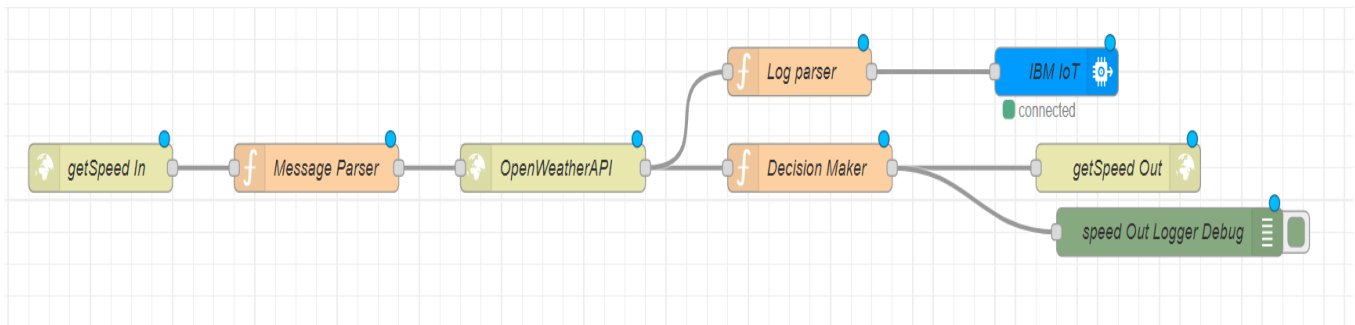 Log parser
IBM IoT
connected
getSpeed In
Message Parser
OpenWeatherAPI
Decision Maker
getSpeed Out
speed Out Logger Debug